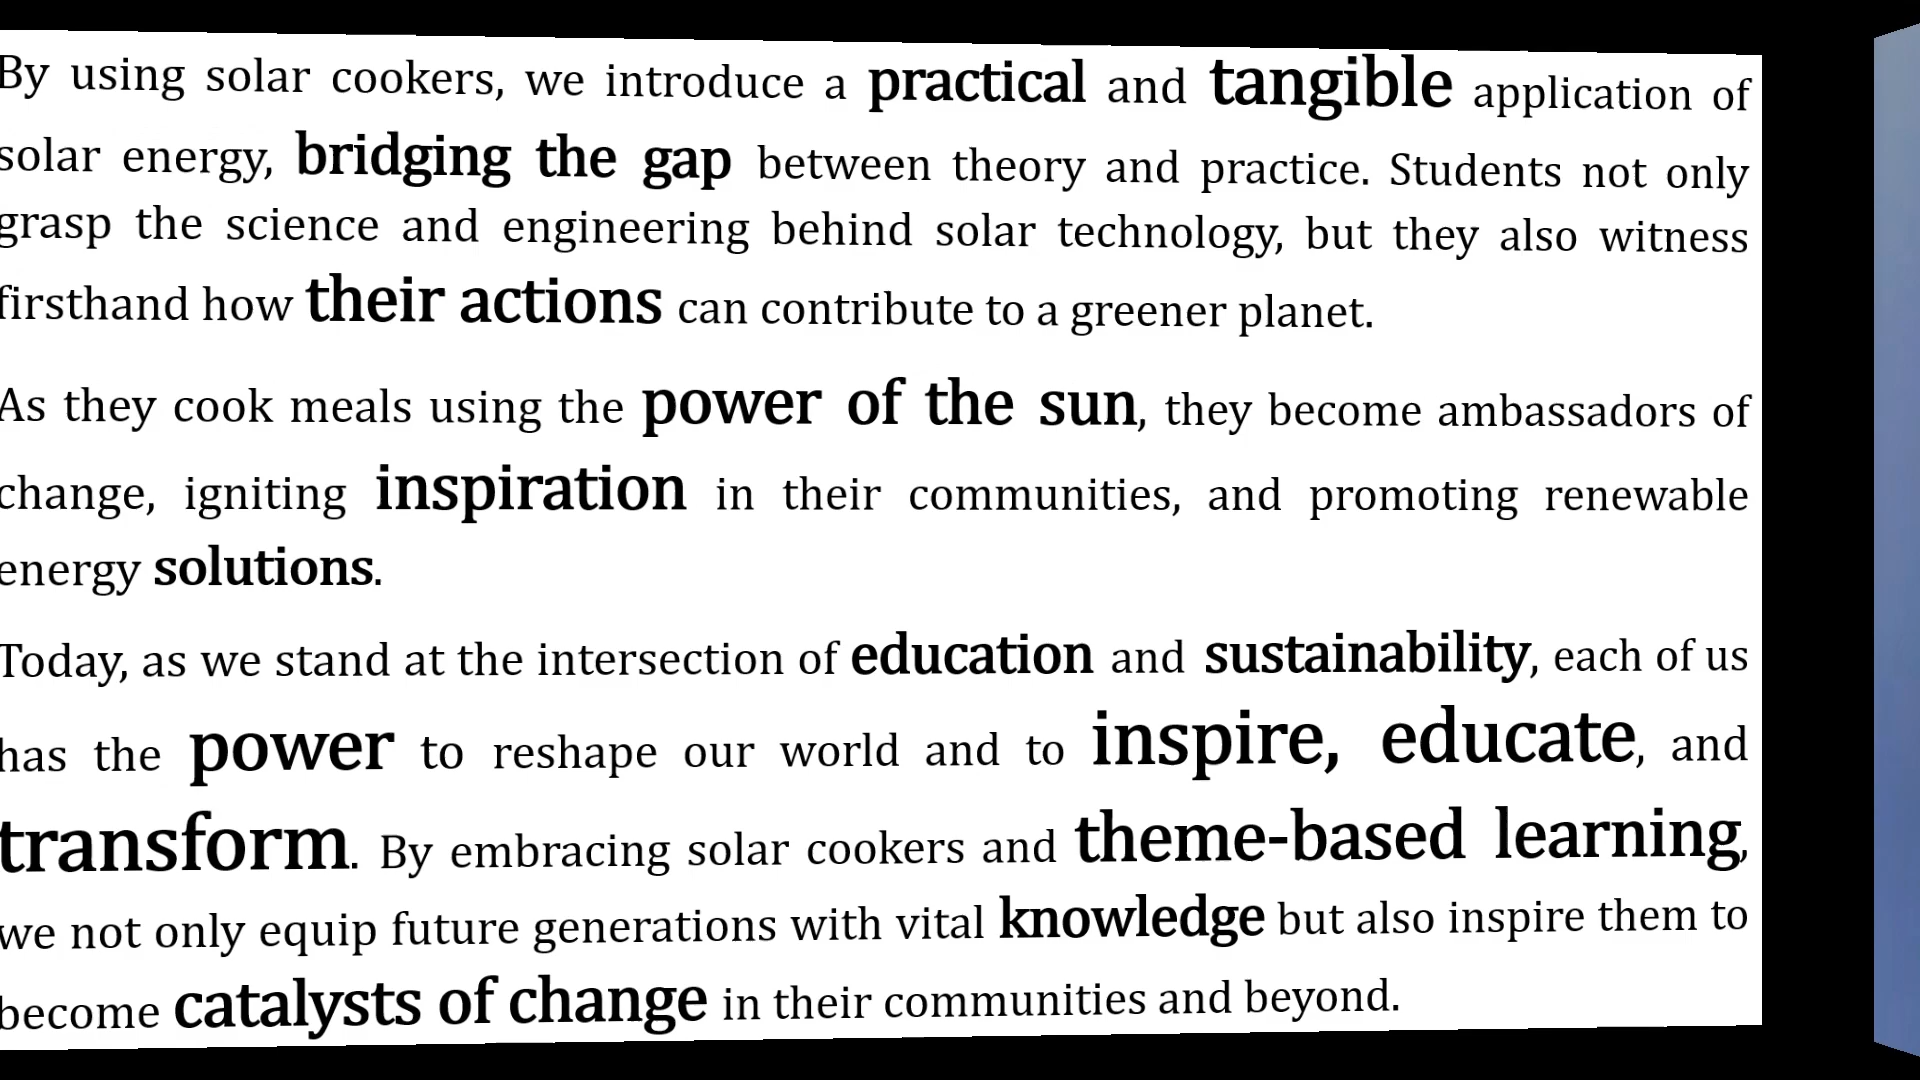 By using solar cookers, we introduce a practical and tangible application of
solar energy, bridging the gap between theory and practice. Students not only
grasp the science and engineering behind solar technology, but they also witness
firsthand how their actions can contribute to a greener planet.
As they cook meals using the power of the sun, they become ambassadors of
change, igniting inspiration in their communities, and promoting renewable
energy solutions.
Today, as we stand at the intersection of education and sustainability, each of us
has the power to reshape our world and to inspire, educate, and
transform. By embracing solar cookers and theme-based learning,
we not only equip future generations with vital knowledge but also inspire them to
become catalysts of change in their communities and beyond.